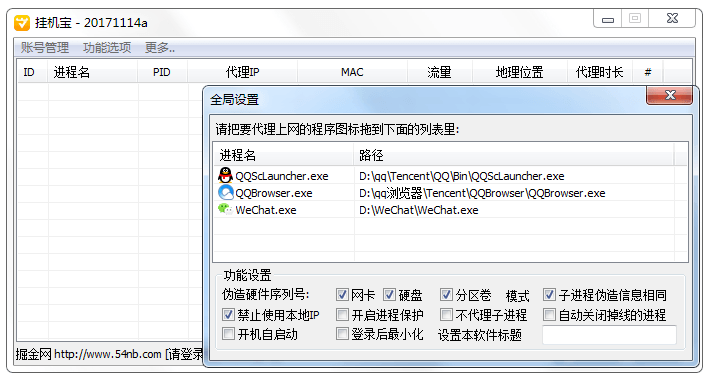 挂机宝 - 20171114a
账号管理 功能选项 更多..
ID 进程名 PID 代理IP MAC 流量 地理位置 代理时长 #
全局设置
请把要代理上网的程序图标拖到下面的列表里:
进程名 路径
QQScLauncher.exe D:\qq\Tencent\QQ\Bin\QQScLauncher.exe
QQBrowser.exe D:\qq浏览器\Tencent\QQBrowser\QQBrowser.exe
WeChat.exe D:\WeChat\WeChat.exe
功能设置
伪造硬件序列号: 网卡 硬盘 分区卷 模式 子进程伪造信息相同
禁止使用本地IP 开启进程保护 不代理子进程 自动关闭掉线的进程
开机自启动 登录后最小化 设置本软件标题
掘金网 http://www.54nb.com [请登录